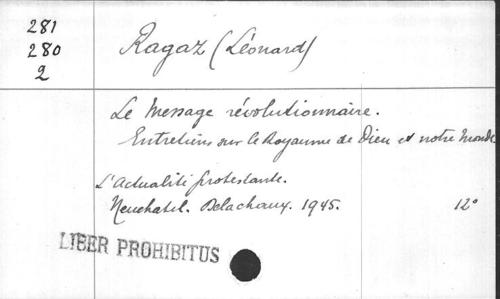 281
280
2
Ragaz (Léonard)
Le Message révolutionnaire.
Entretiens sur le Royaume de Dieu et notre monde
L'Actualité protestante.
Neuchatel. Delachaux. 1945. 12°
LIBER PROHIBITUS